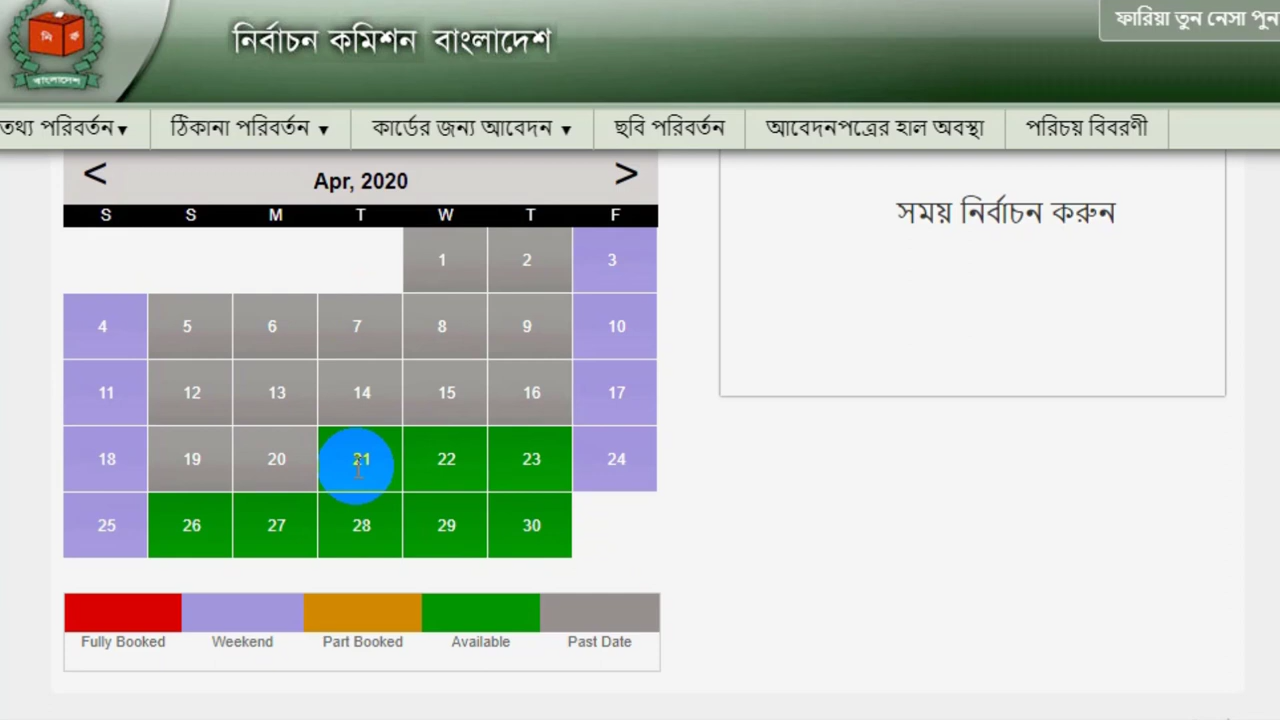 ফারিয়া তুন নেসা পুন
নির্বাচন কমিশন বাংলাদেশ
নি ক
বাংলাদেশ
তথ্য পরিবর্তন ▾ ঠিকানা পরিবর্তন ▾ কার্ডের জন্য আবেদন ▾ ছবি পরিবর্তন আবেদনপত্রের হাল অবস্থা পরিচয় বিবরণী
< Apr, 2020 >
S S M T W T F
1 2 3
4 5 6 7 8 9 10
11 12 13 14 15 16 17
18 19 20 21 22 23 24
25 26 27 28 29 30
Fully Booked Weekend Part Booked Available Past Date
সময় নির্বাচন করুন